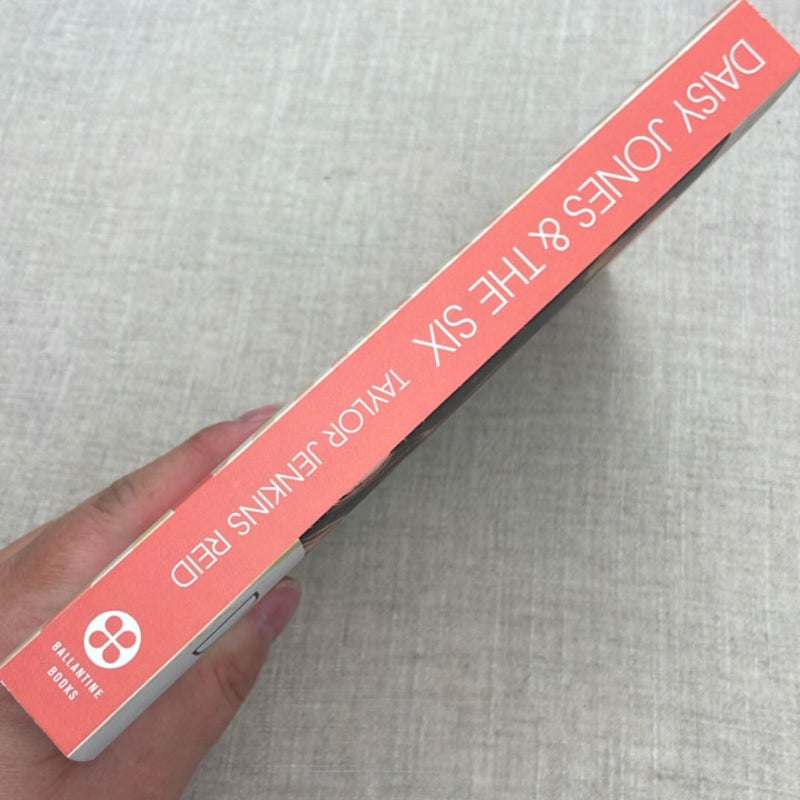 DAISY JONES & THE SIX
TAYLOR JENKINS REID
BALLANTINE
BOOKS